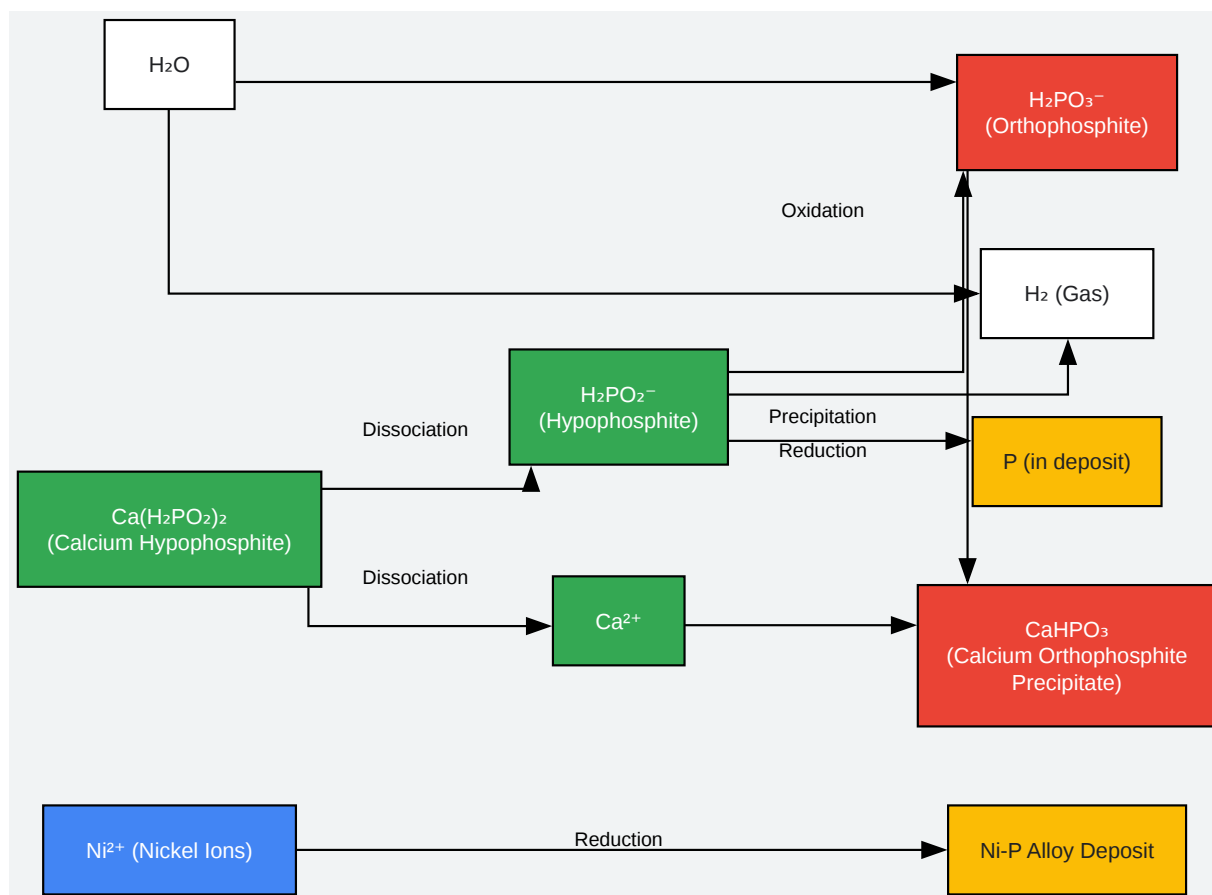 H₂O
H₂PO₃⁻
(Orthophosphite)
Oxidation
H₂ (Gas)
H₂PO₂⁻
(Hypophosphite)
Dissociation
Precipitation
Reduction
P (in deposit)
Ca(H₂PO₂)₂
(Calcium Hypophosphite)
Dissociation
Ca²⁺
CaHPO₃
(Calcium Orthophosphite
Precipitate)
Ni²⁺ (Nickel Ions)
Reduction
Ni-P Alloy Deposit